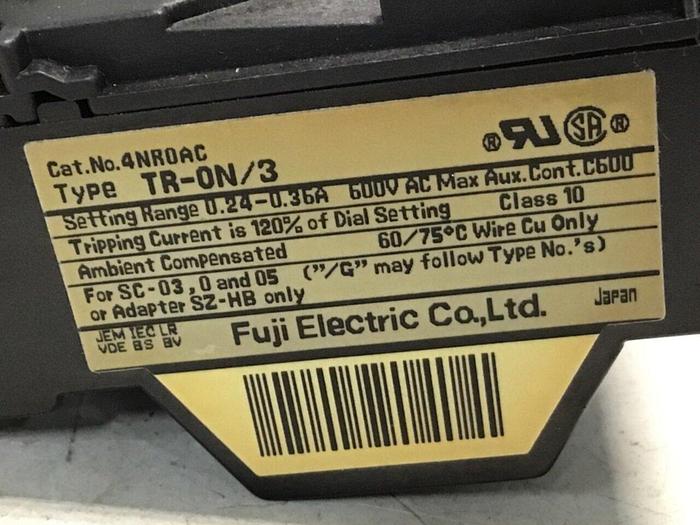 Cat.No.4NR0AC
Type TR-0N/3
® RU SA ®
Setting Range 0.24-0.36A 600V AC Max Aux.Cont.C600
Tripping Current is 120% of Dial Setting Class 10
Ambient Compensated 60/75°C Wire Cu Only
For SC-03,0 and 05 ("/G" may follow Type No.'s)
or Adapter SZ-HB only
JEM IEC LR
VDE BS BV
Fuji Electric Co.,Ltd. Japan